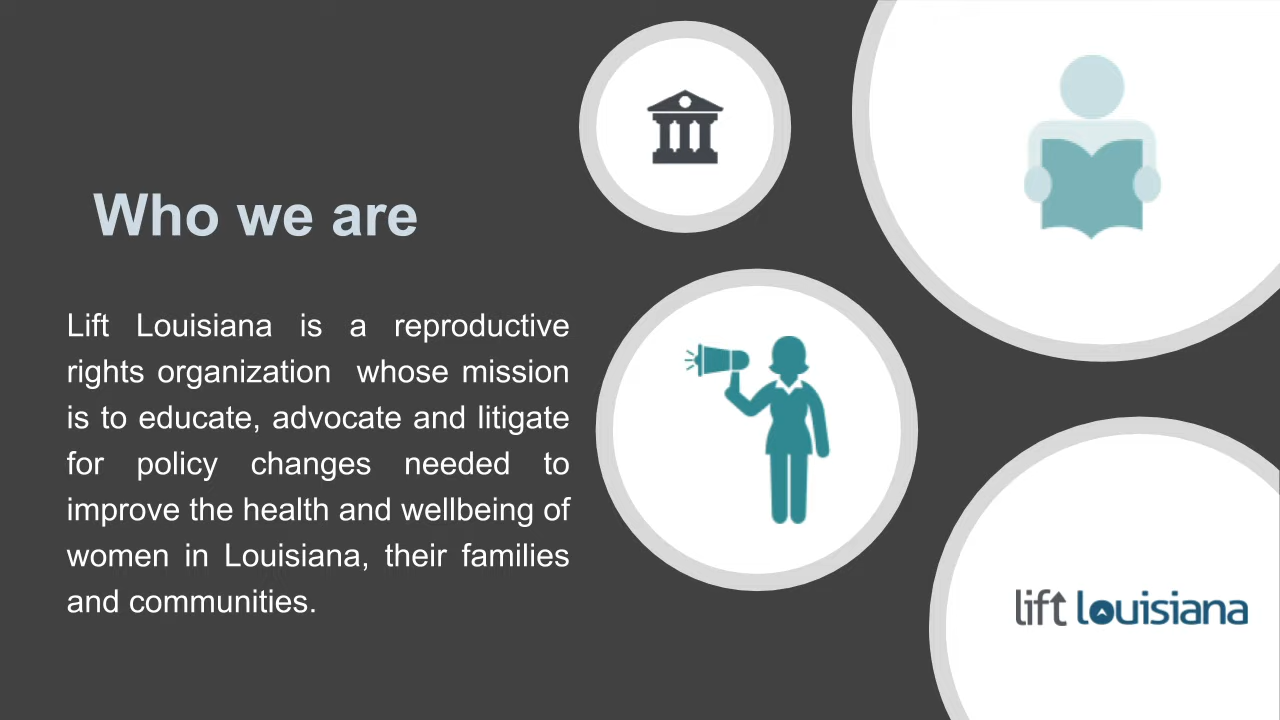 Who we are
Lift Louisiana is a reproductive
rights organization whose mission
is to educate, advocate and litigate
for policy changes needed to
improve the health and wellbeing of
women in Louisiana, their families
and communities.
lift louisiana